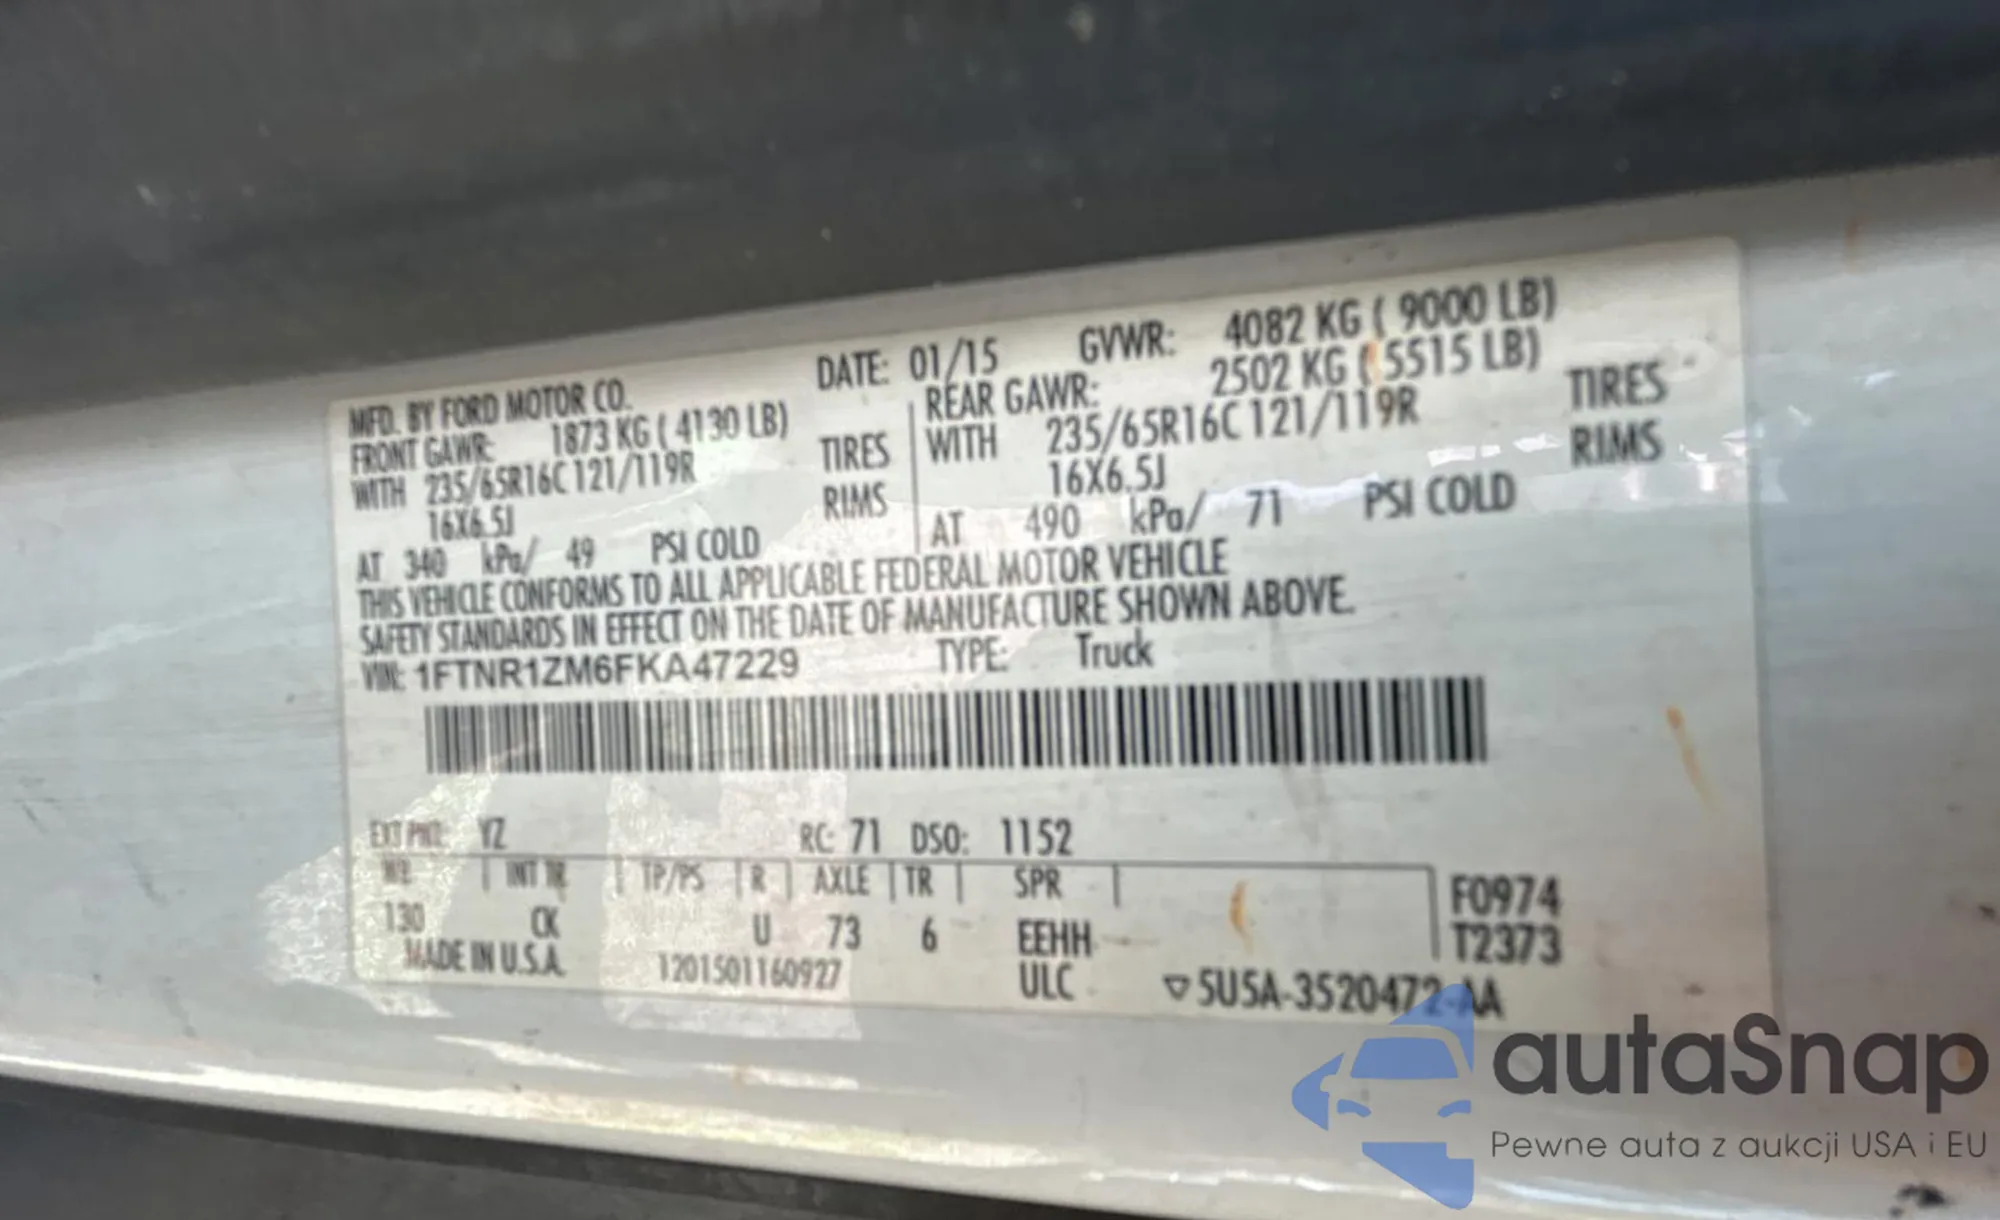 MFD. BY FORD MOTOR CO. DATE: 01/15 GVWR: 4082 KG ( 9000 LB)
FRONT GAWR: 1873 KG ( 4130 LB) REAR GAWR: 2502 KG ( 5515 LB)
WITH 235/65R16C 121/119R TIRES WITH 235/65R16C 121/119R TIRES
16X6.5J RIMS 16X6.5J RIMS
AT 340 kPa/ 49 PSI COLD AT 490 kPa/ 71 PSI COLD
THIS VEHICLE CONFORMS TO ALL APPLICABLE FEDERAL MOTOR VEHICLE
SAFETY STANDARDS IN EFFECT ON THE DATE OF MANUFACTURE SHOWN ABOVE.
VIN: 1FTNR1ZM6FKA47229 TYPE: Truck
EXT PNT: YZ RC: 71 DSO: 1152
WB INT TR TP/PS R AXLE TR SPR F0974
130 CK U 73 6 EEHH T2373
MADE IN U.S.A. 1201501160927 ULC ▽5U5A-3520472-AA
autaSnap
Pewne auta z aukcji USA i EU